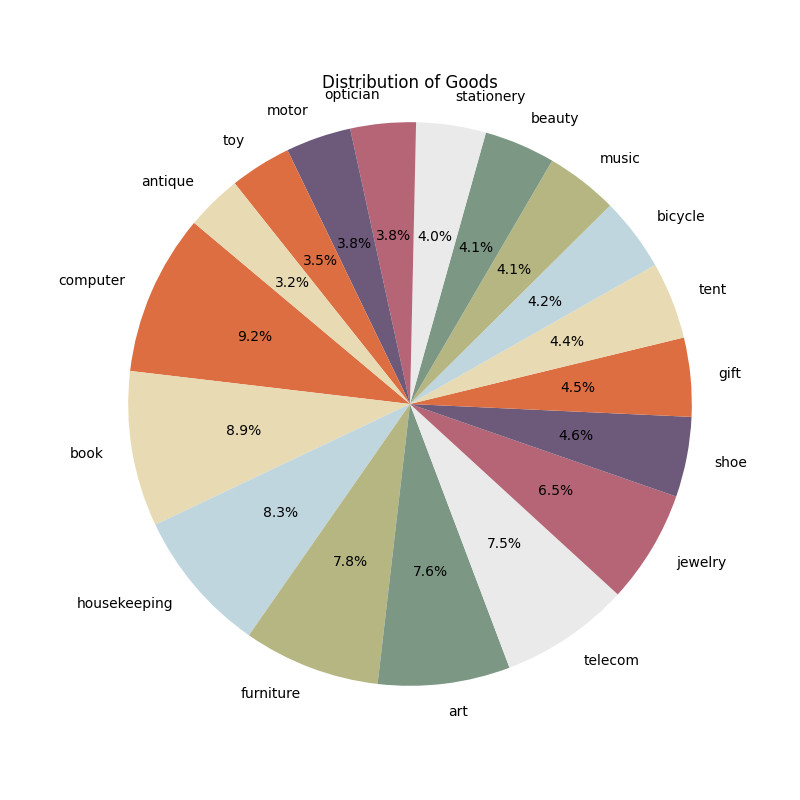 Distribution of Goods
computer
9.2%
book
8.9%
housekeeping
8.3%
furniture
7.8%
art
7.6%
telecom
7.5%
jewelry
6.5%
shoe
4.6%
gift
4.5%
tent
4.4%
bicycle
4.2%
music
4.1%
beauty
4.1%
stationery
4.0%
optician
3.8%
motor
3.8%
toy
3.5%
antique
3.2%